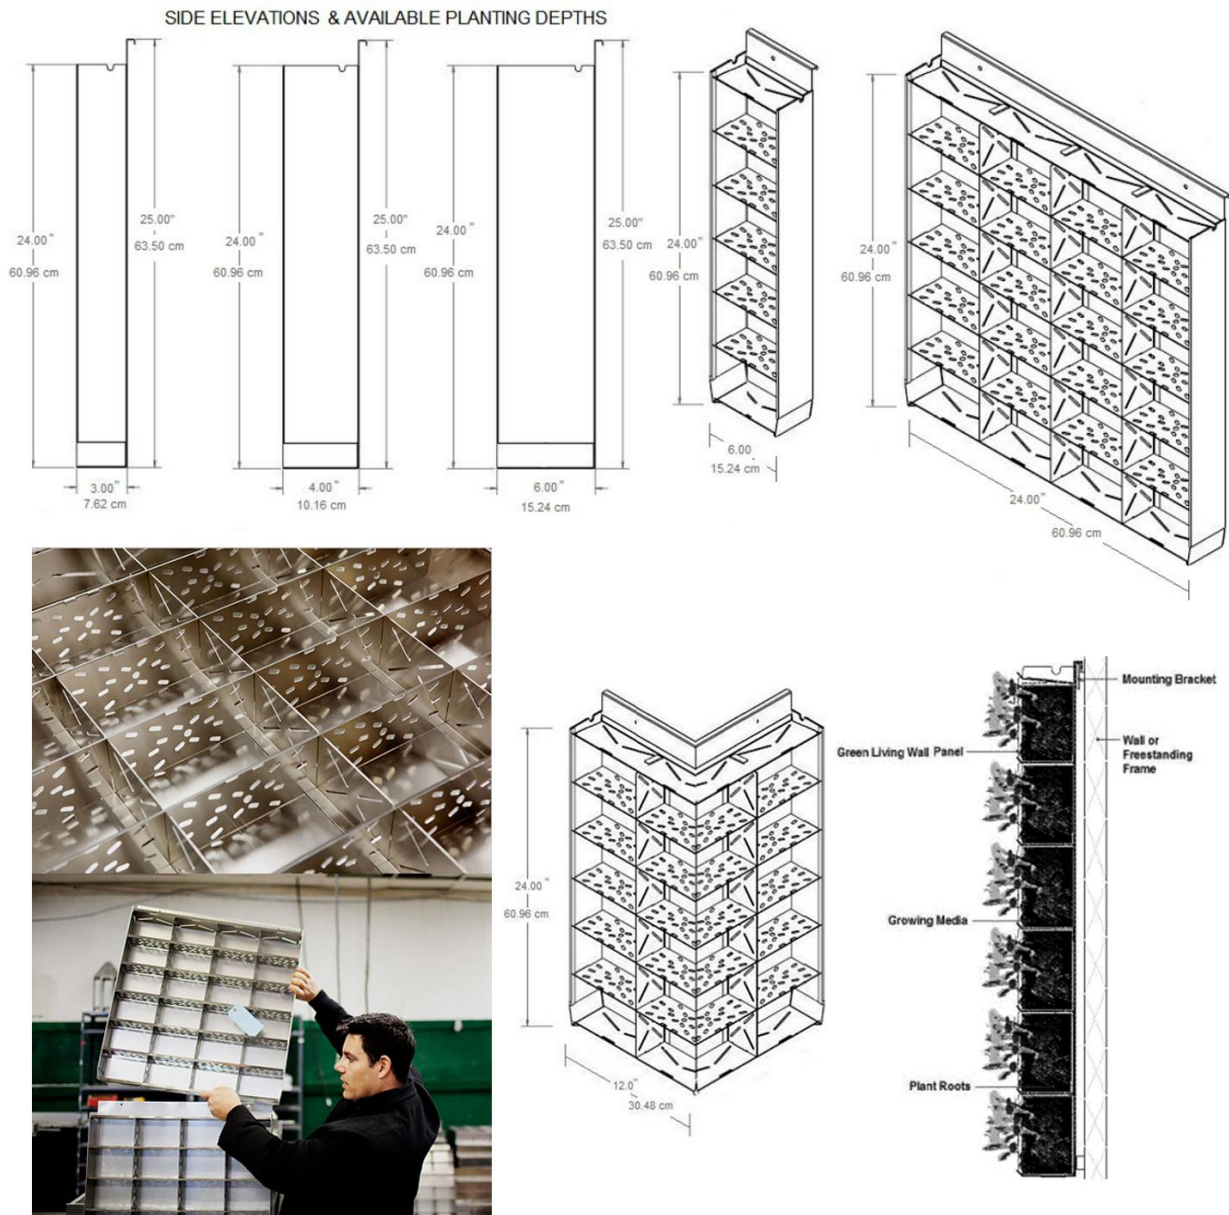 SIDE ELEVATIONS & AVAILABLE PLANTING DEPTHS
24.00"
60.96 cm
25.00"
63.50 cm
3.00"
7.62 cm
24.00"
60.96 cm
25.00"
63.50 cm
4.00"
10.16 cm
24.00"
60.96 cm
25.00"
63.50 cm
6.00"
15.24 cm
24.00"
60.96 cm
6.00
15.24 cm
24.00"
60.96 cm
24.00"
60.96 cm
24.00"
60.96 cm
12.0"
30.48 cm
Mounting Bracket
Green Living Wall Panel
Wall or
Freestanding
Frame
Growing Media
Plant Roots